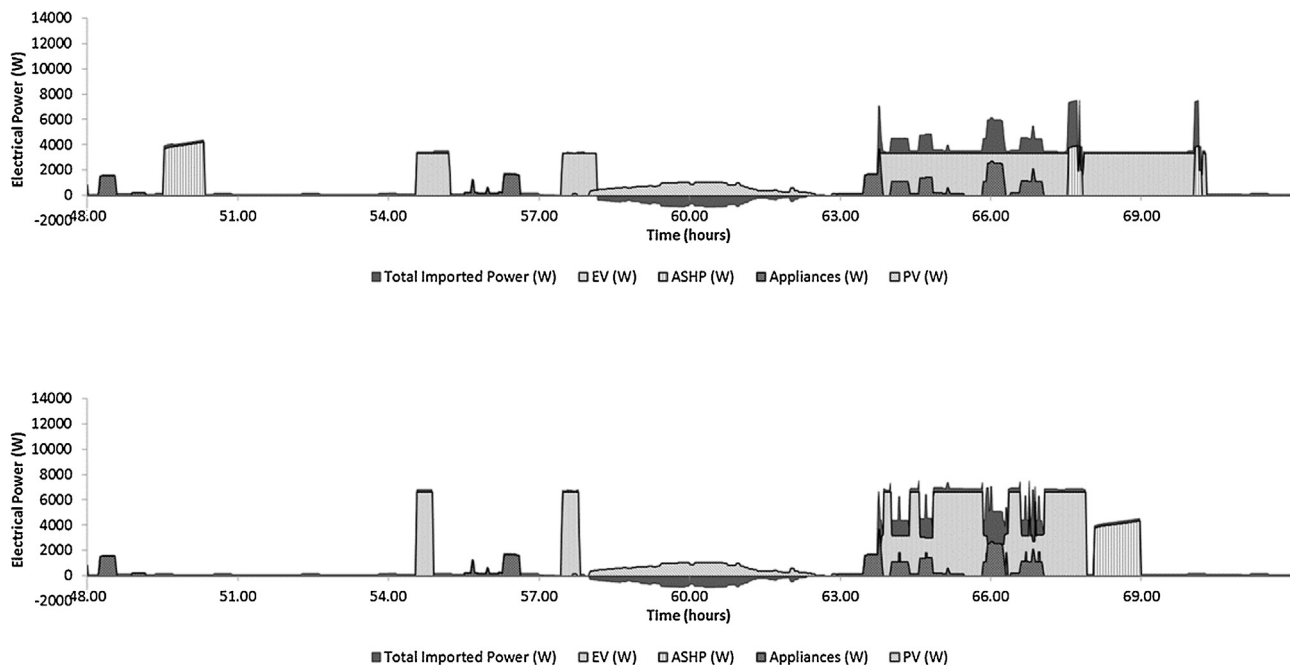 14000
12000
10000
8000
6000
4000
2000
0
-2000
Electrical Power (W)
48.00 51.00 54.00 57.00 60.00 63.00 66.00 69.00
Time (hours)
Total Imported Power (W) EV (W) ASHP (W) Appliances (W) PV (W)
14000
12000
10000
8000
6000
4000
2000
0
-2000
Electrical Power (W)
48.00 51.00 54.00 57.00 60.00 63.00 66.00 69.00
Time (hours)
Total Imported Power (W) EV (W) ASHP (W) Appliances (W) PV (W)